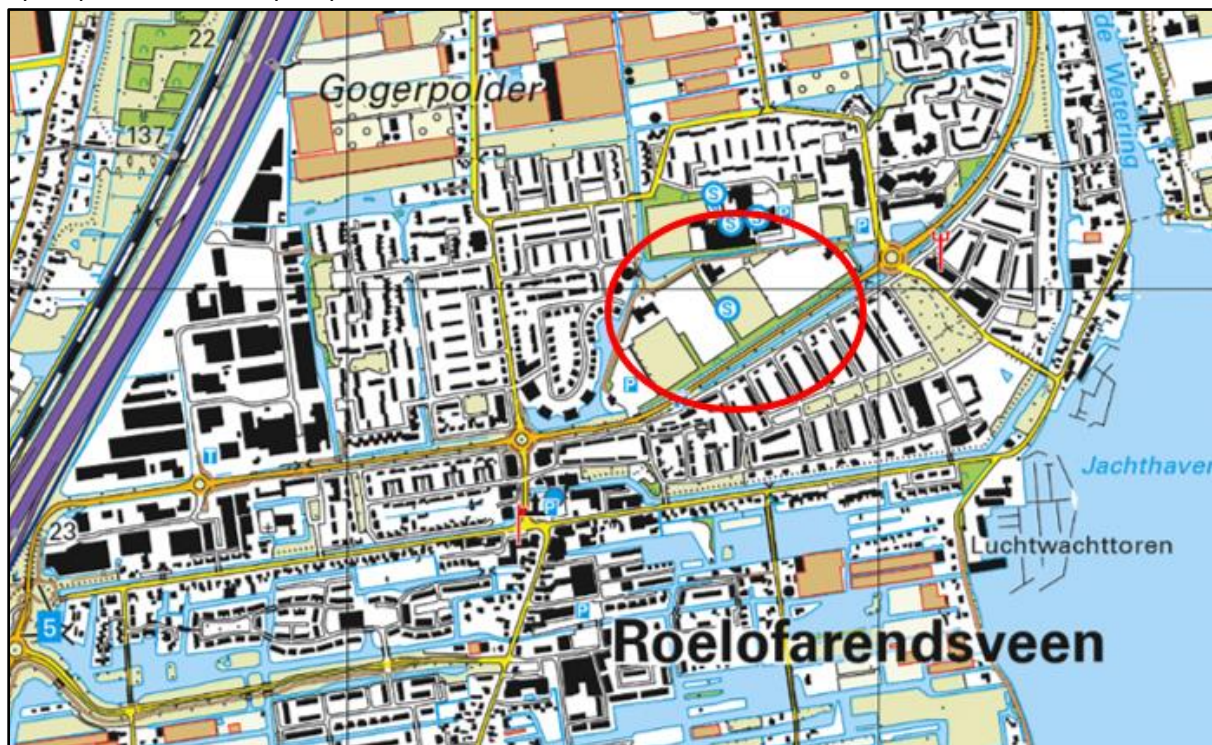 22
Gogerpolder
137
de Wetering
S
S
S
P
P
S
P
Jachthaven
T
P
23
Luchtwachttoren
5
P
Roelofarendsveen